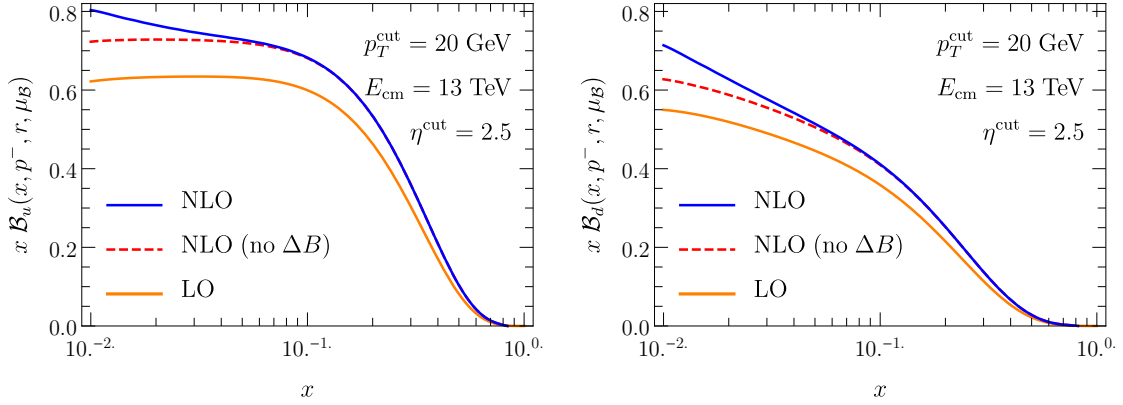 x 𝓑_u(x, p^−, r, μ_𝓑)
0.8
0.6
0.4
0.2
0.0
p_T^cut = 20 GeV
E_cm = 13 TeV
η^cut = 2.5
NLO
NLO (no ΔB)
LO
10.^−2.
10.^−1.
10.^0.
x
x 𝓑_d(x, p^−, r, μ_𝓑)
0.8
0.6
0.4
0.2
0.0
p_T^cut = 20 GeV
E_cm = 13 TeV
η^cut = 2.5
NLO
NLO (no ΔB)
LO
10.^−2.
10.^−1.
10.^0.
x